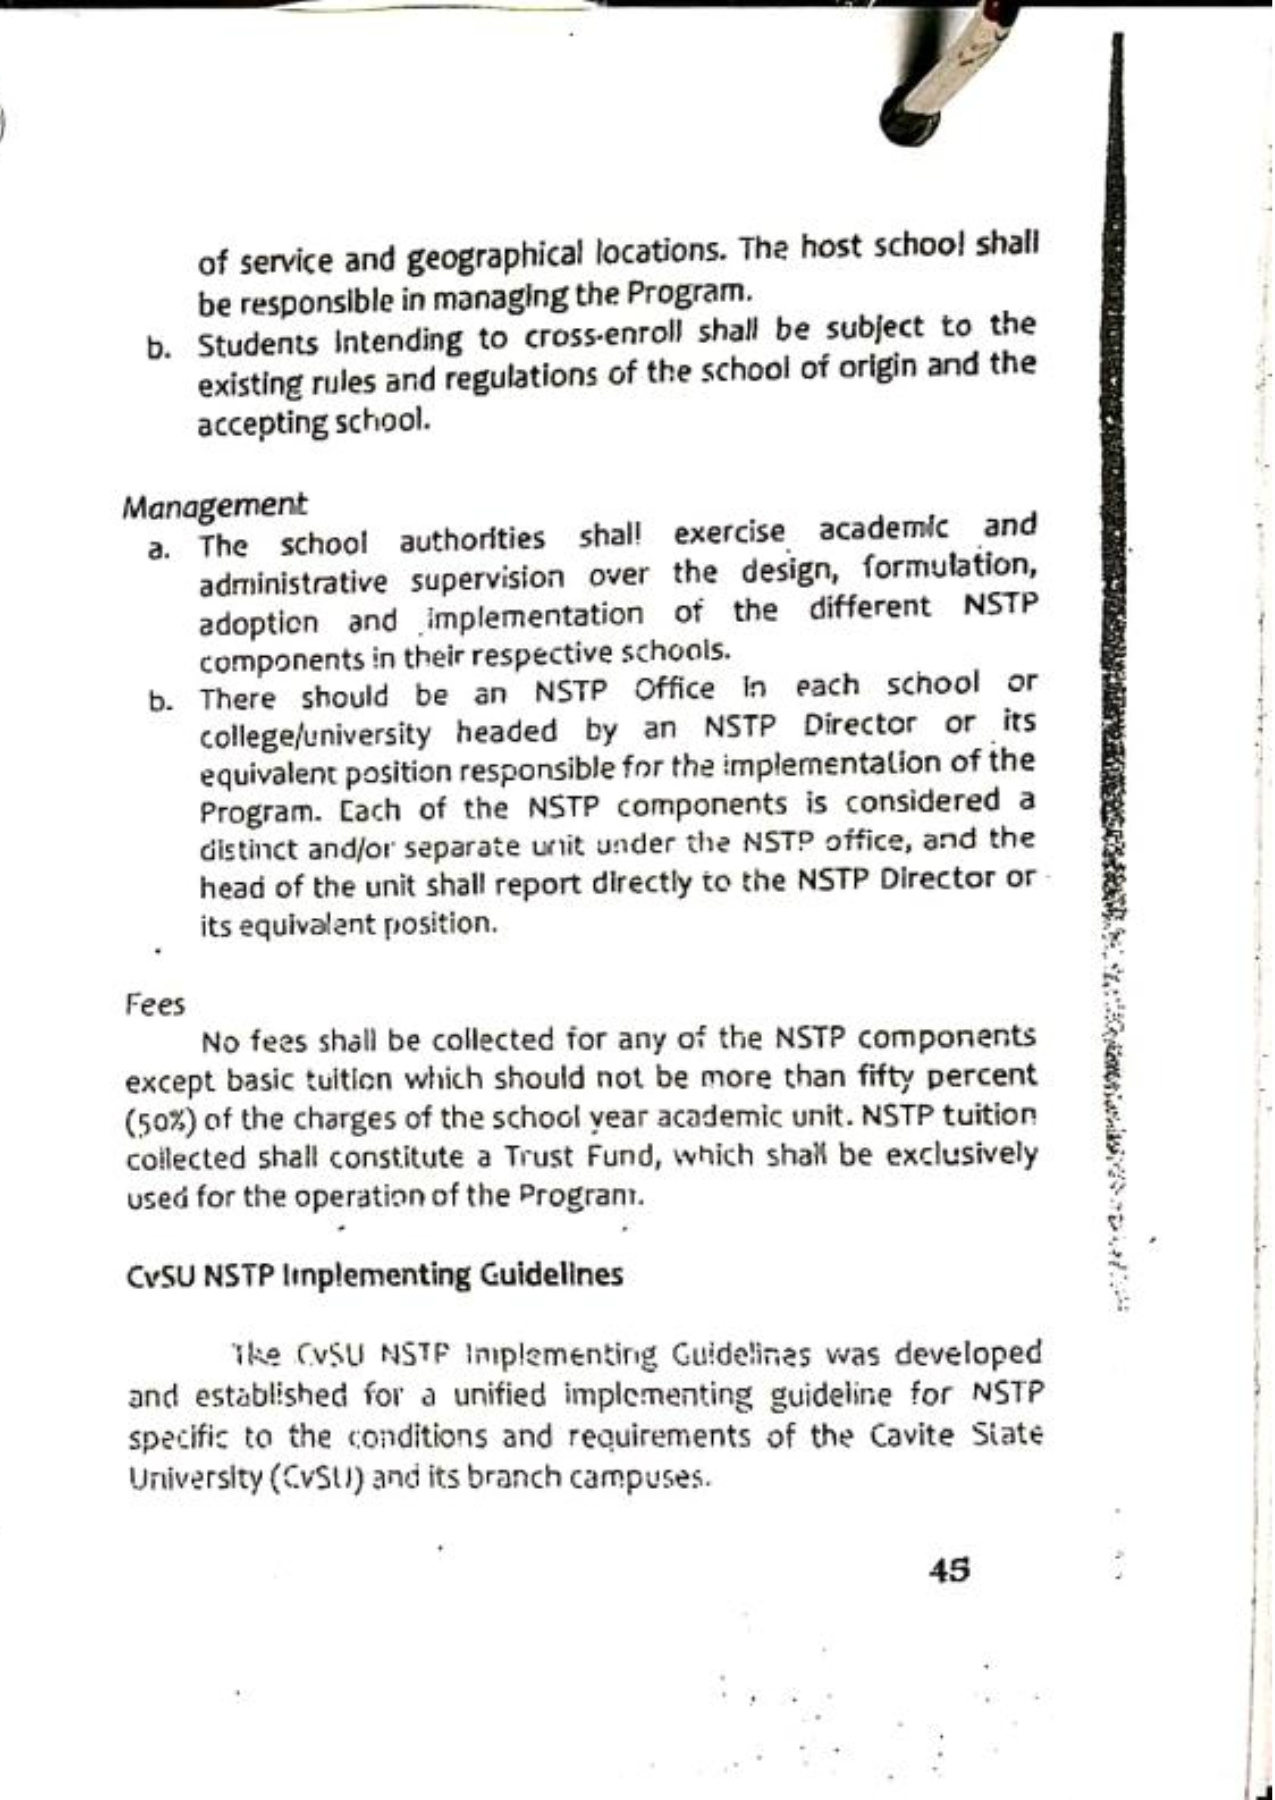 of service and geographical locations. The host school shall
be responsible in managing the Program.
b. Students intending to cross-enroll shall be subject to the
existing rules and regulations of the school of origin and the
accepting school.
Management
a. The school authorities shall exercise academic and
administrative supervision over the design, formulation,
adoption and implementation of the different NSTP
components in their respective schools.
b. There should be an NSTP Office in each school or
college/university headed by an NSTP Director or its
equivalent position responsible for the implementation of the
Program. Each of the NSTP components is considered a
distinct and/or separate unit under the NSTP office, and the
head of the unit shall report directly to the NSTP Director or
its equivalent position.
Fees
No fees shall be collected for any of the NSTP components
except basic tuition which should not be more than fifty percent
(50%) of the charges of the school year academic unit. NSTP tuition
collected shall constitute a Trust Fund, which shall be exclusively
used for the operation of the Program.
CvSU NSTP Implementing Guidelines
The CvSU NSTP Implementing Guidelines was developed
and established for a unified implementing guideline for NSTP
specific to the conditions and requirements of the Cavite State
University (CvSU) and its branch campuses.
45